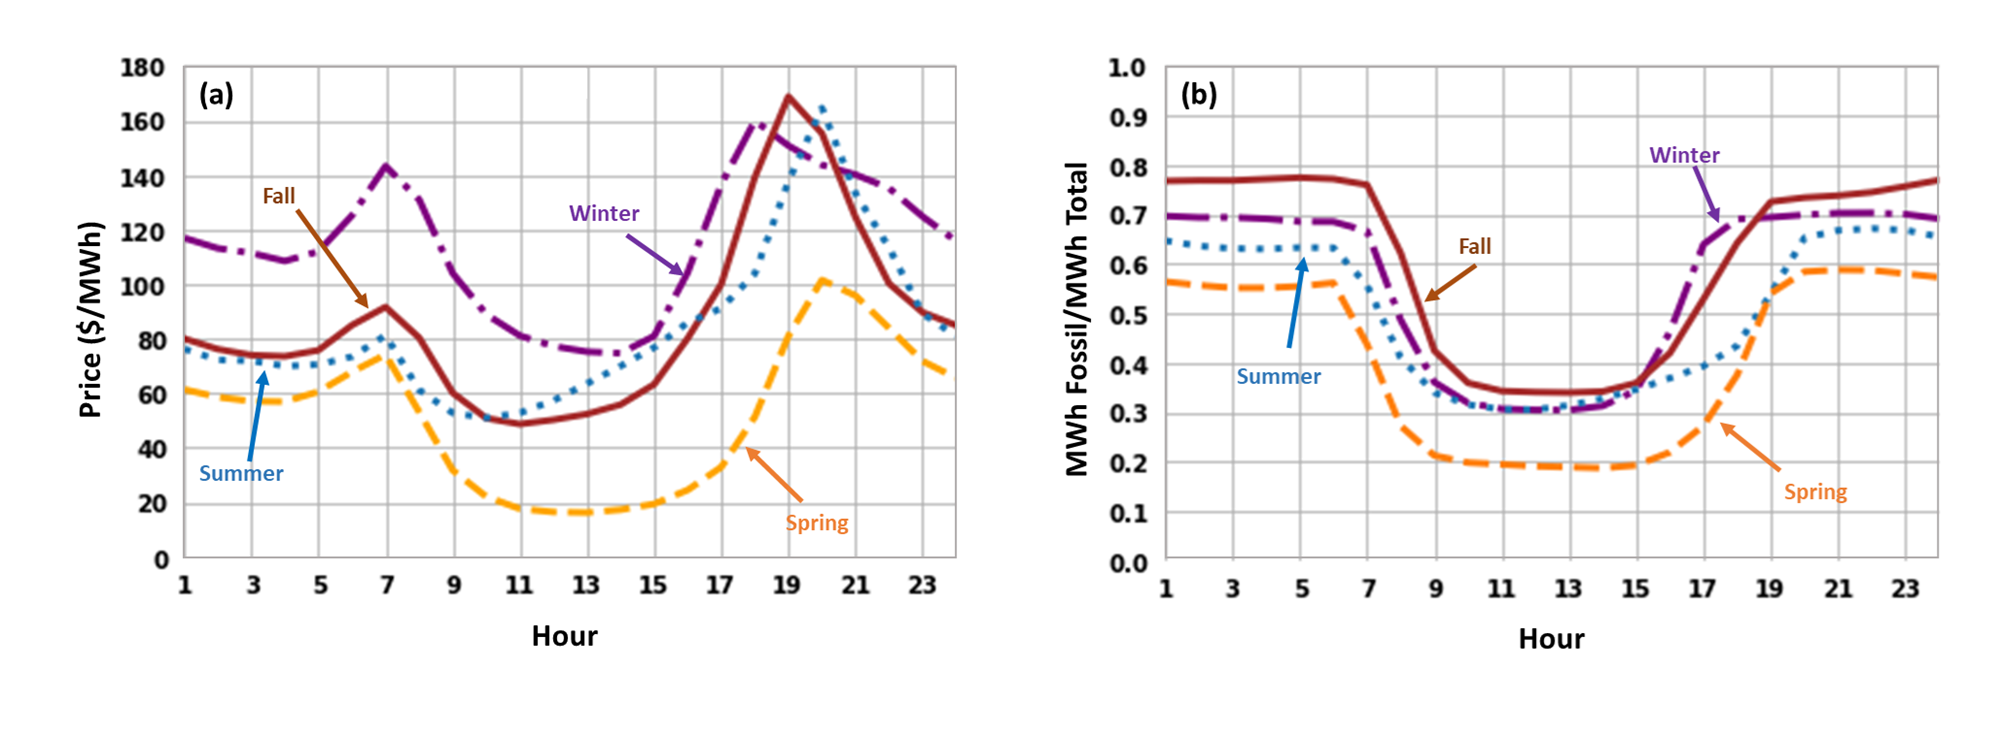 (a)
Price ($/MWh)
180
160
140
120
100
80
60
40
20
0
Fall
Winter
Summer
Spring
1 3 5 7 9 11 13 15 17 19 21 23
Hour
(b)
MWh Fossil/MWh Total
1.0
0.9
0.8
0.7
0.6
0.5
0.4
0.3
0.2
0.1
0.0
Winter
Fall
Summer
Spring
1 3 5 7 9 11 13 15 17 19 21 23
Hour